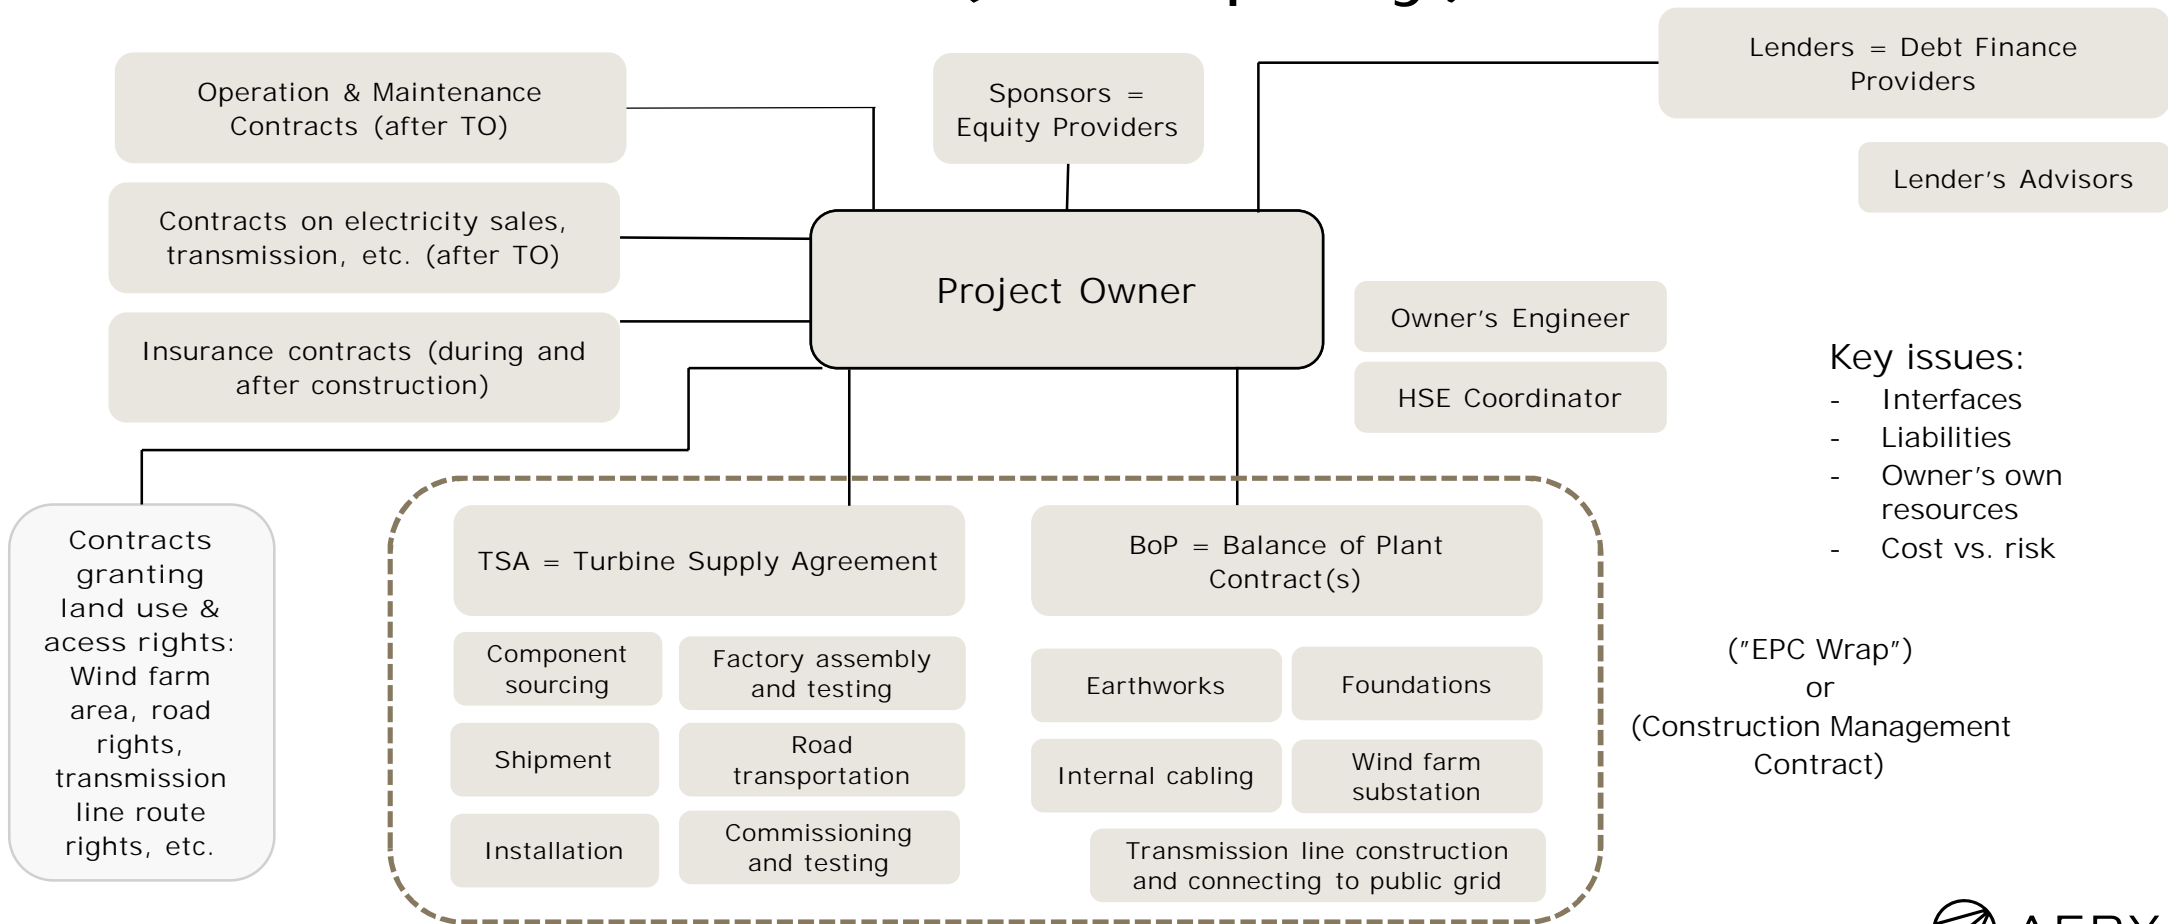 Operation & Maintenance
Contracts (after TO)
Sponsors =
Equity Providers
Lenders = Debt Finance
Providers
Lender's Advisors
Contracts on electricity sales,
transmission, etc. (after TO)
Project Owner
Insurance contracts (during and
after construction)
Owner's Engineer
HSE Coordinator
Key issues:
- Interfaces
- Liabilities
- Owner's own
resources
- Cost vs. risk
Contracts
granting
land use &
acess rights:
Wind farm
area, road
rights,
transmission
line route
rights, etc.
TSA = Turbine Supply Agreement
Component
sourcing
Factory assembly
and testing
Shipment
Road
transportation
Installation
Commissioning
and testing
BoP = Balance of Plant
Contract(s)
Earthworks
Foundations
Internal cabling
Wind farm
substation
Transmission line construction
and connecting to public grid
("EPC Wrap")
or
(Construction Management
Contract)